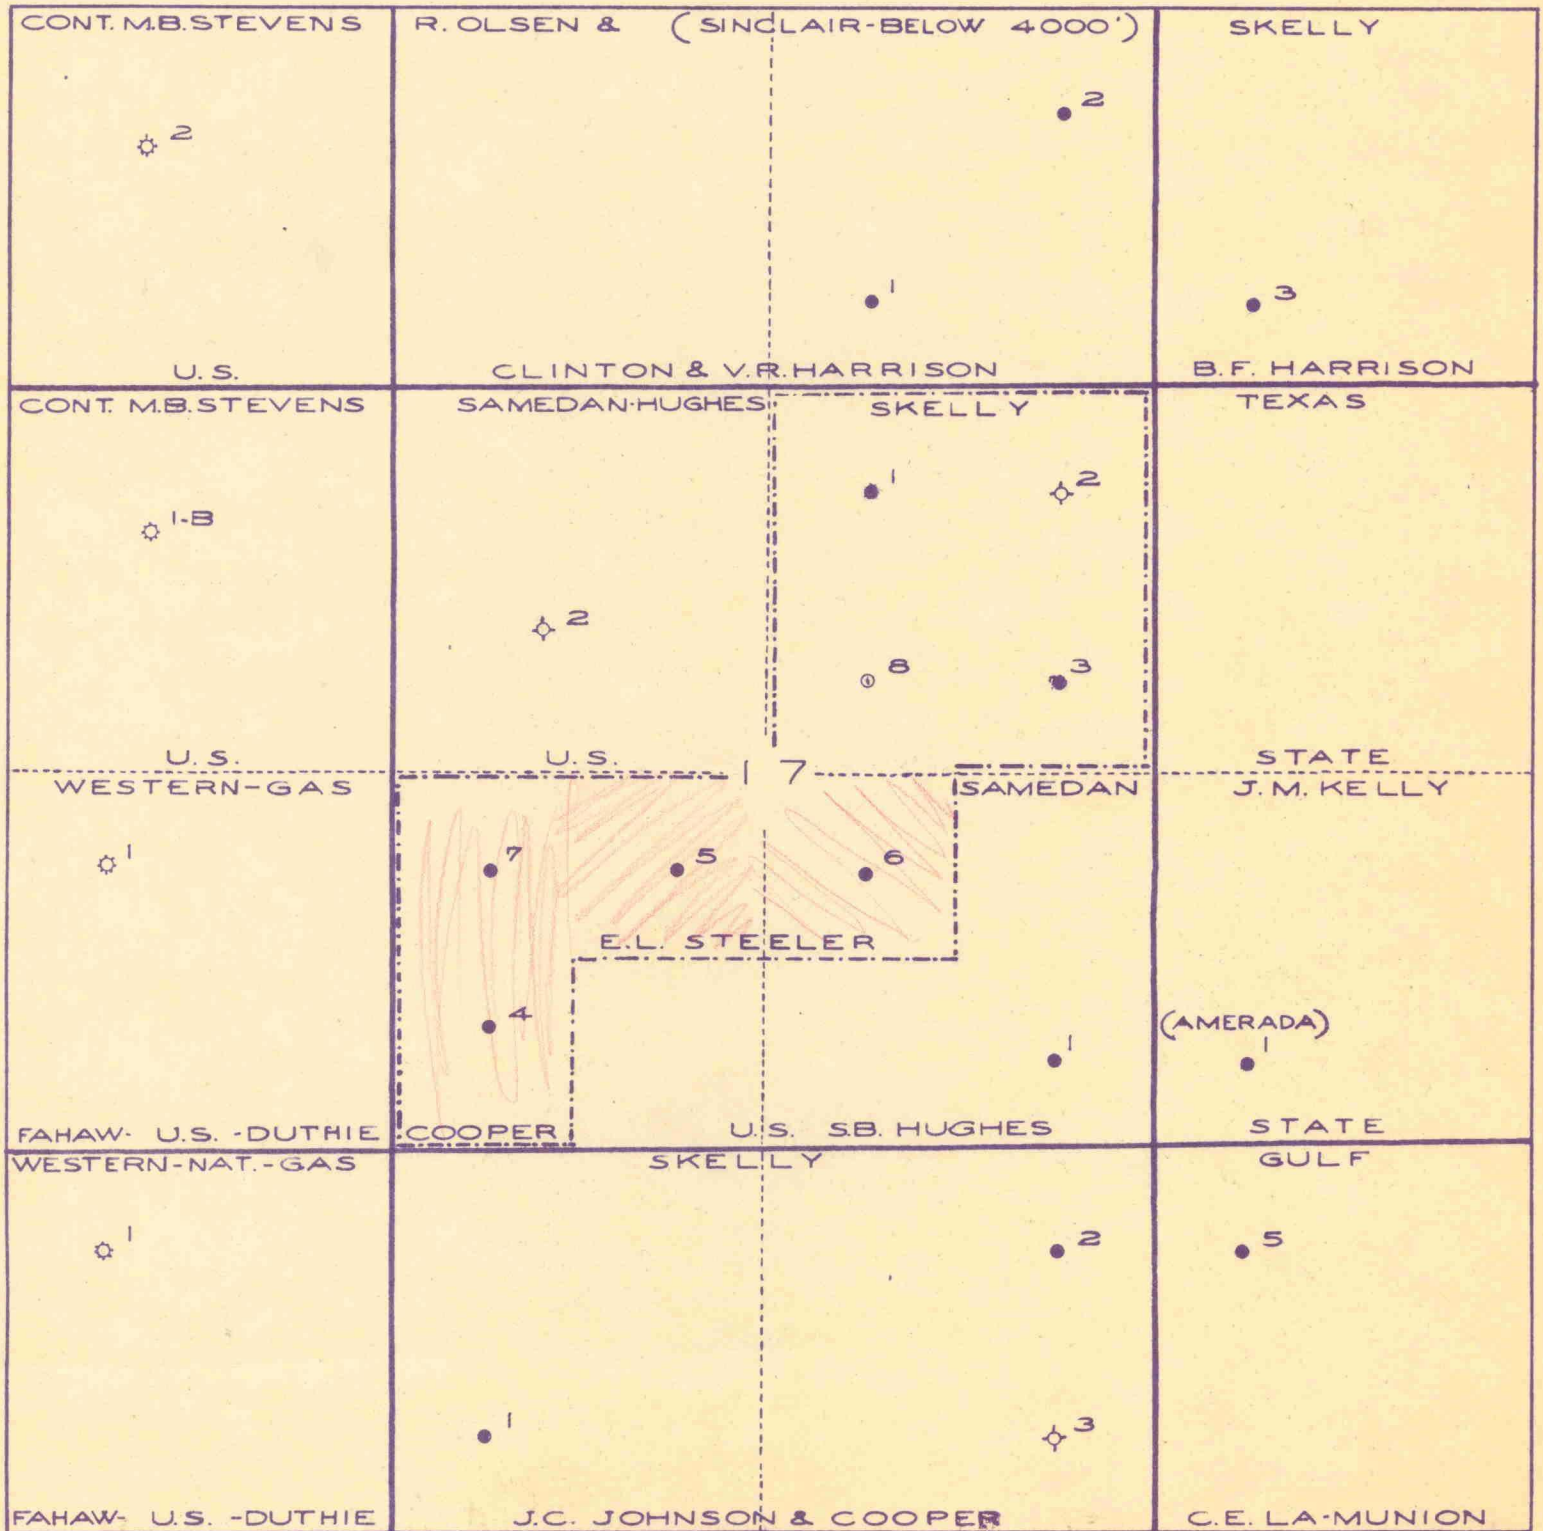 CONT. M.B. STEVENS
R. OLSEN & (SINCLAIR-BELOW 4000')
SKELLY
2
2
1
3
U.S.
CLINTON & V.R. HARRISON
B.F. HARRISON
CONT. M.B. STEVENS
SAMEDAN-HUGHES
SKELLY
TEXAS
1
2
1-B
2
8
3
U.S.
U.S.
17
STATE
WESTERN-GAS
SAMEDAN
J.M. KELLY
1
7
5
6
E.L. STEELER
4
(AMERADA)
1
1
FAHAW- U.S. -DUTHIE
COOPER
U.S. S.B. HUGHES
STATE
WESTERN-NAT.-GAS
SKELLY
GULF
1
2
5
1
3
FAHAW- U.S. -DUTHIE
J.C. JOHNSON & COOPER
C.E. LA-MUNION